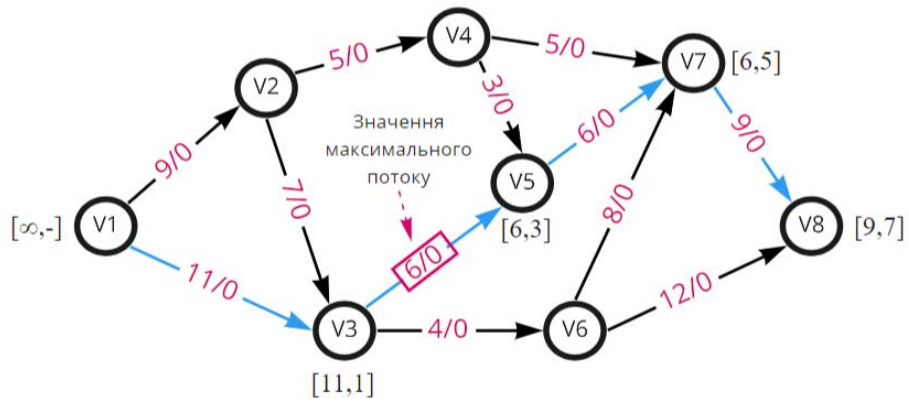 V4
5/0
5/0
V2
V7
[6,5]
3/0
Значення
максимального
потоку
6/0
9/0
9/0
7/0
V5
8/0
[∞,-]
V1
[6,3]
V8
[9,7]
6/0
11/0
12/0
V3
4/0
V6
[11,1]